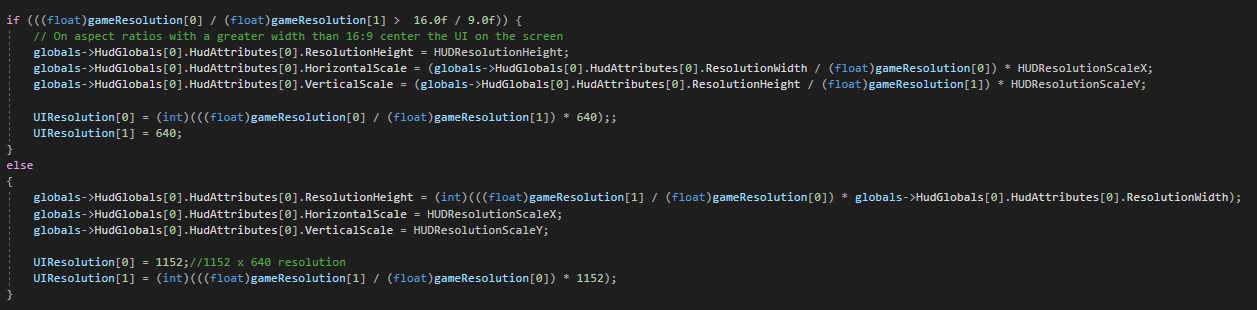 if (((float)gameResolution[0] / (float)gameResolution[1] >  16.0f / 9.0f)) {
// On aspect ratios with a greater width than 16:9 center the UI on the screen
globals->HudGlobals[0].HudAttributes[0].ResolutionHeight = HUDResolutionHeight;
globals->HudGlobals[0].HudAttributes[0].HorizontalScale = (globals->HudGlobals[0].HudAttributes[0].ResolutionWidth / (float)gameResolution[0]) * HUDResolutionScaleX;
globals->HudGlobals[0].HudAttributes[0].VerticalScale = (globals->HudGlobals[0].HudAttributes[0].ResolutionHeight / (float)gameResolution[1]) * HUDResolutionScaleY;
UIResolution[0] = (int)(((float)gameResolution[0] / (float)gameResolution[1]) * 640);;
UIResolution[1] = 640;
}
else
{
globals->HudGlobals[0].HudAttributes[0].ResolutionHeight = (int)(((float)gameResolution[1] / (float)gameResolution[0]) * globals->HudGlobals[0].HudAttributes[0].ResolutionWidth);
globals->HudGlobals[0].HudAttributes[0].HorizontalScale = HUDResolutionScaleX;
globals->HudGlobals[0].HudAttributes[0].VerticalScale = HUDResolutionScaleY;
UIResolution[0] = 1152;//1152 x 640 resolution
UIResolution[1] = (int)(((float)gameResolution[1] / (float)gameResolution[0]) * 1152);
}